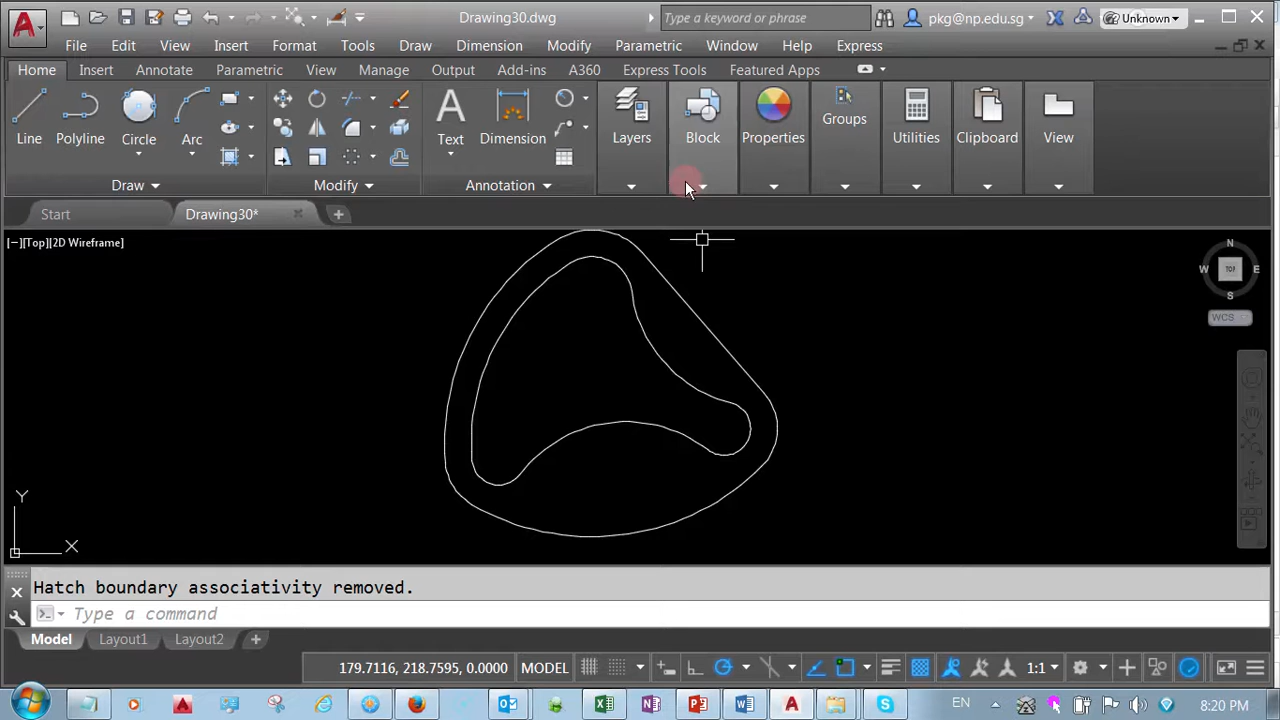 Drawing30.dwg
Type a keyword or phrase
pkg@np.edu.sg
Unknown
File Edit View Insert Format Tools Draw Dimension Modify Parametric Window Help Express
Home Insert Annotate Parametric View Manage Output Add-ins A360 Express Tools Featured Apps
Line Polyline Circle Arc Text Dimension Layers Block Properties Groups Utilities Clipboard View
Draw Modify Annotation
Start Drawing30*
[−][Top][2D Wireframe]
N
W TOP E
S
WCS
Y
X
Hatch boundary associativity removed.
Type a command
Model Layout1 Layout2
179.7116, 218.7595, 0.0000 MODEL 1:1
EN 8:20 PM